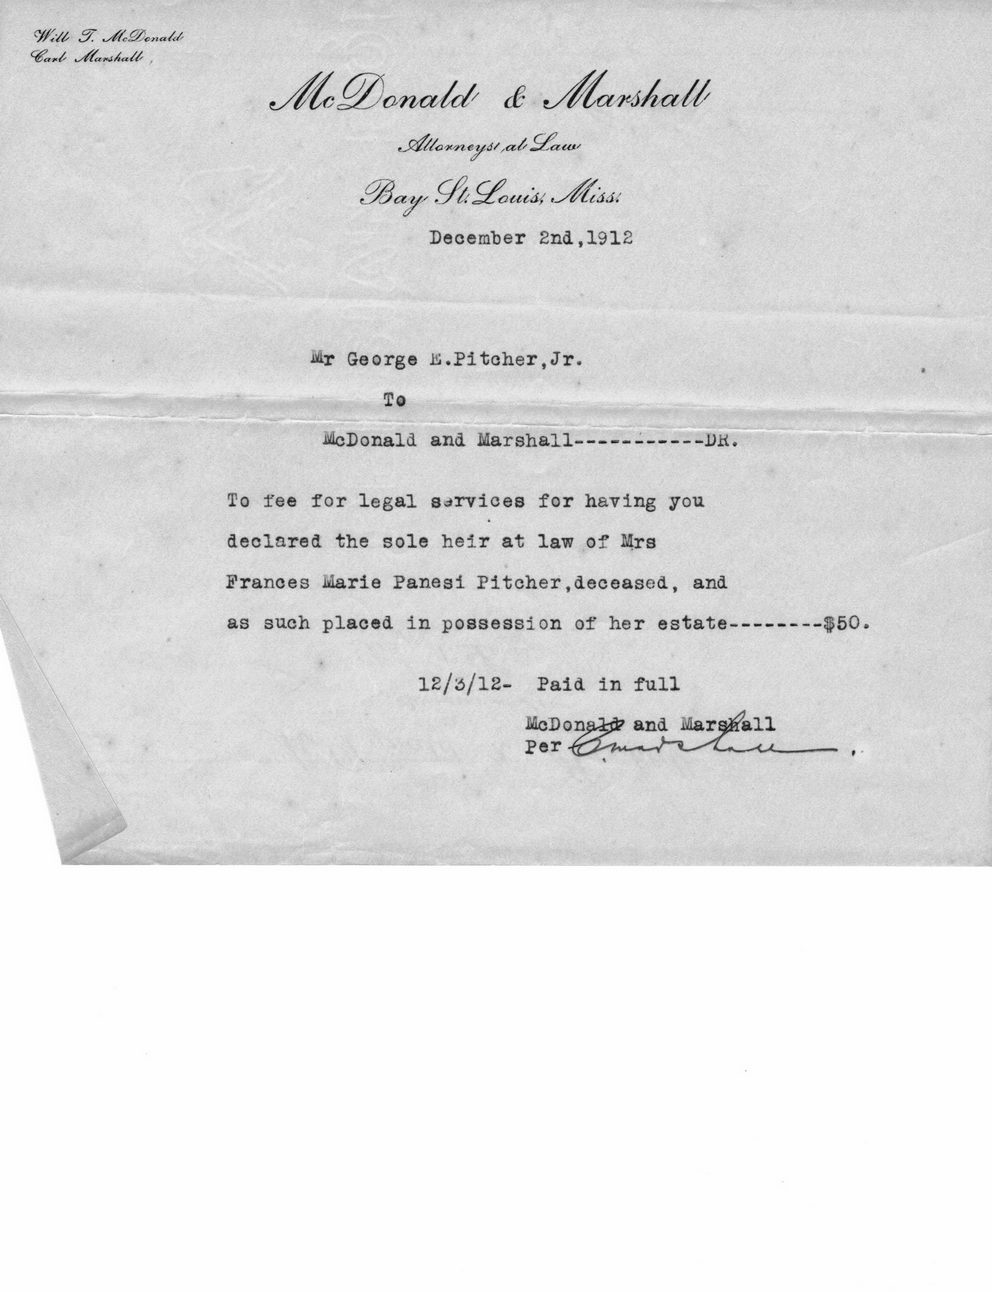 Will T. McDonald
Carl Marshall
McDonald & Marshall
Attorneys at Law
Bay St. Louis, Miss.
December 2nd,1912
Mr George E.Pitcher,Jr.
To
McDonald and Marshall-----------DR.
To fee for legal services for having you
declared the sole heir at law of Mrs
Frances Marie Panesi Pitcher,deceased, and
as such placed in possession of her estate--------$50.
12/3/12- Paid in full
McDonald and Marshall
Per C Marshall